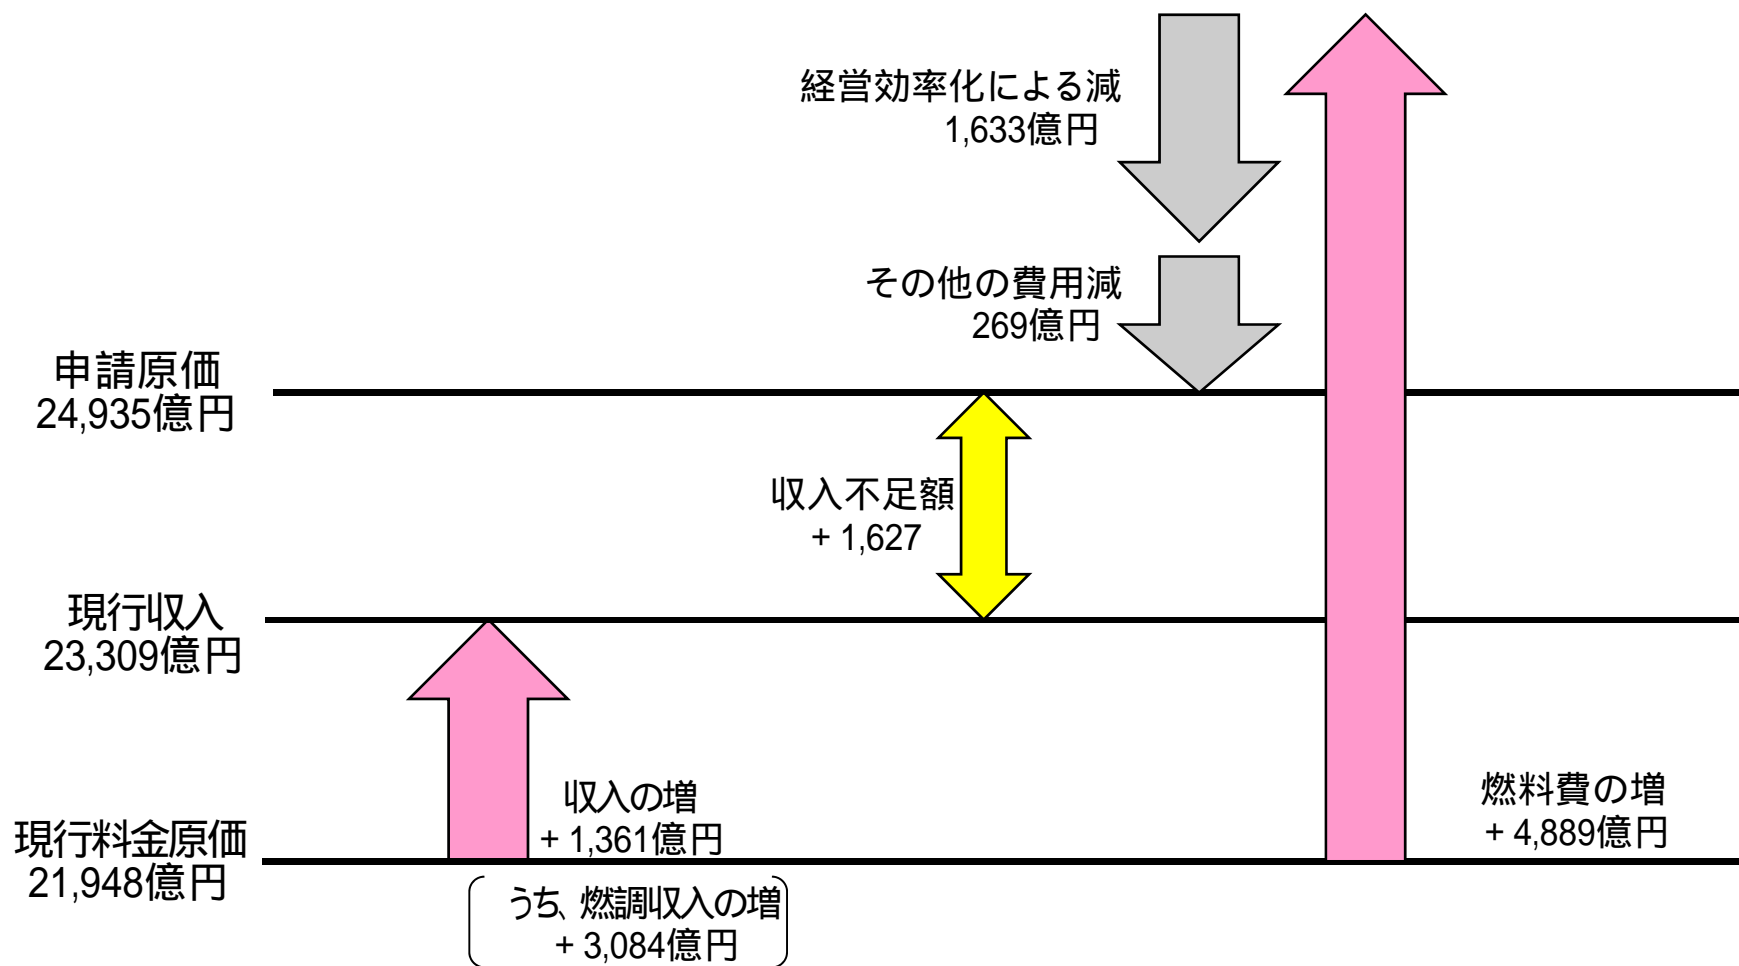 経営効率化による減
1,633億円
その他の費用減
269億円
申請原価
24,935億円
収入不足額
+ 1,627
現行収入
23,309億円
収入の増
+ 1,361億円
燃料費の増
+ 4,889億円
現行料金原価
21,948億円
うち、燃調収入の増
+ 3,084億円